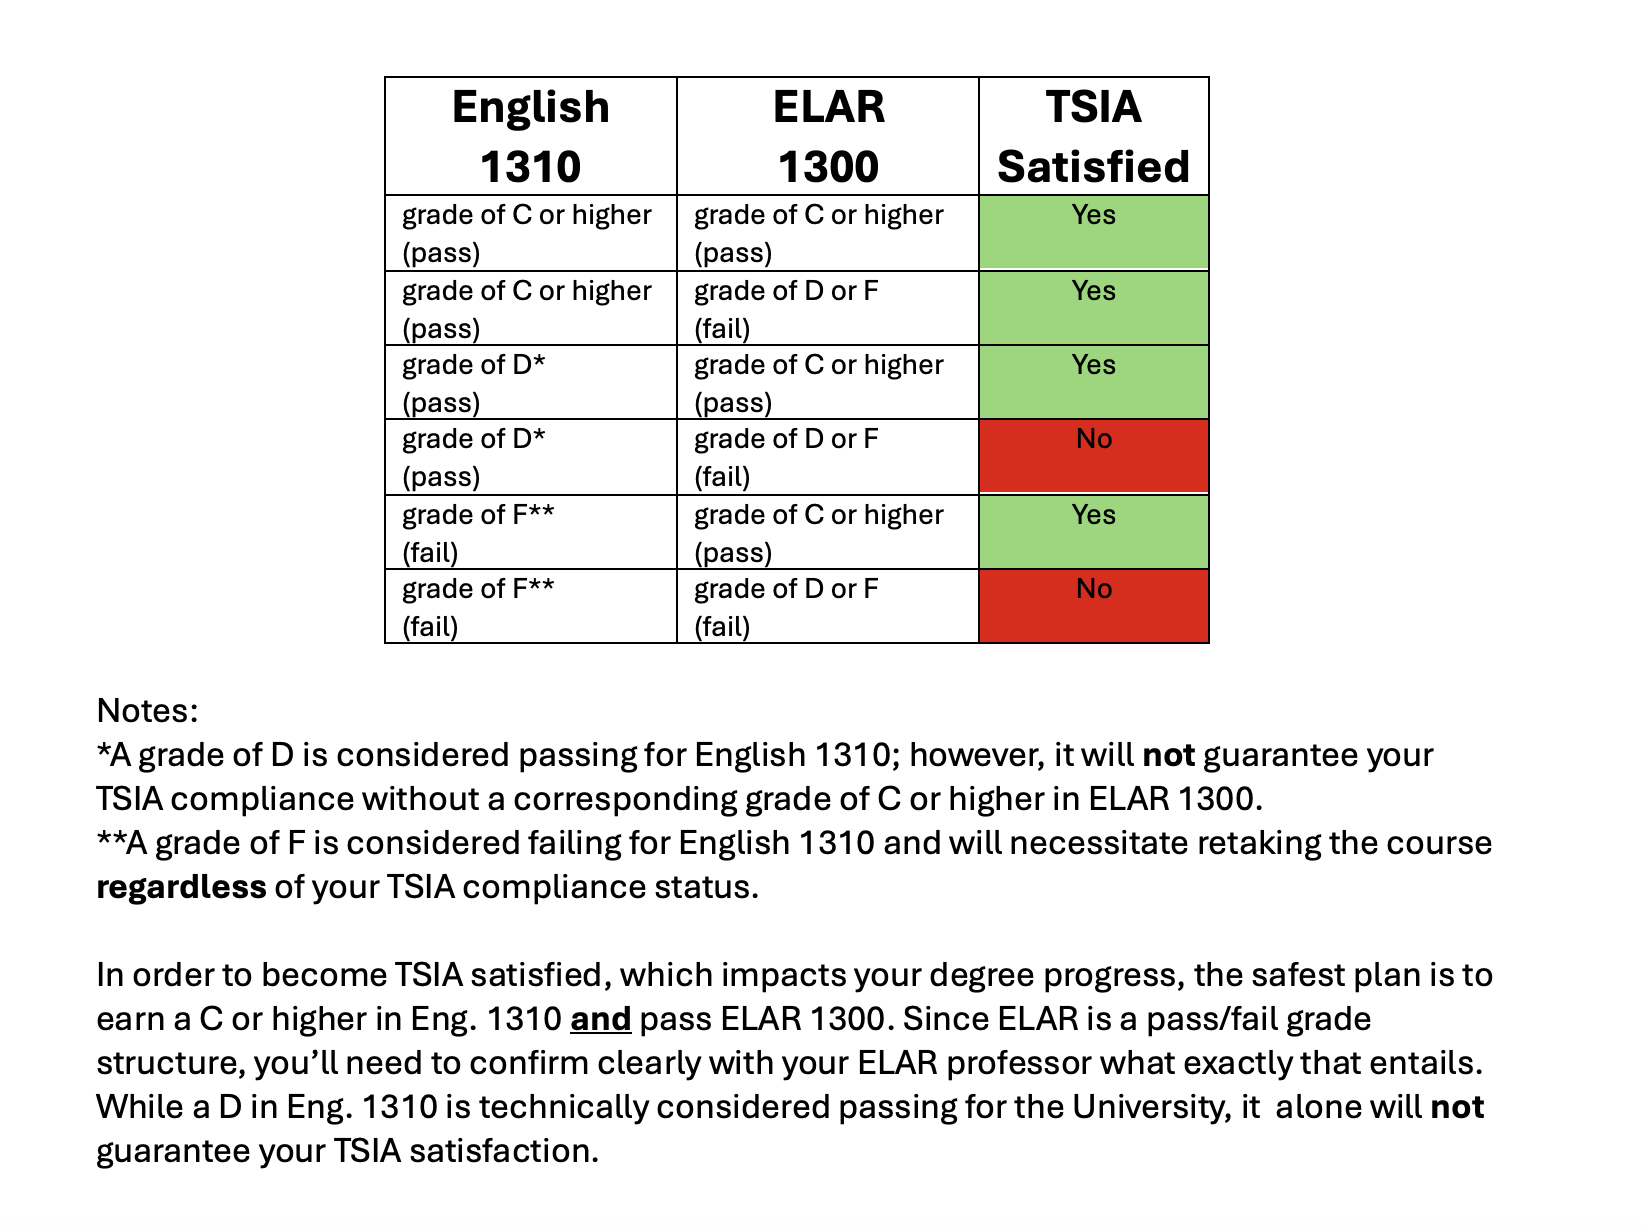 English
1310
ELAR
1300
TSIA
Satisfied
grade of C or higher
(pass)
grade of C or higher
(pass)
Yes
grade of C or higher
(pass)
grade of D or F
(fail)
Yes
grade of D*
(pass)
grade of C or higher
(pass)
Yes
grade of D*
(pass)
grade of D or F
(fail)
No
grade of F**
(fail)
grade of C or higher
(pass)
Yes
grade of F**
(fail)
grade of D or F
(fail)
No
Notes:
*A grade of D is considered passing for English 1310; however, it will not guarantee your
TSIA compliance without a corresponding grade of C or higher in ELAR 1300.
**A grade of F is considered failing for English 1310 and will necessitate retaking the course
regardless of your TSIA compliance status.
In order to become TSIA satisfied, which impacts your degree progress, the safest plan is to
earn a C or higher in Eng. 1310 and pass ELAR 1300. Since ELAR is a pass/fail grade
structure, you’ll need to confirm clearly with your ELAR professor what exactly that entails.
While a D in Eng. 1310 is technically considered passing for the University, it  alone will not
guarantee your TSIA satisfaction.